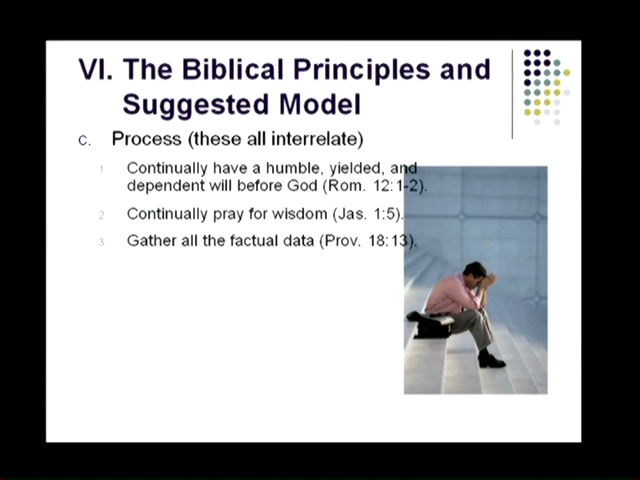 VI. The Biblical Principles and
Suggested Model
C. Process (these all interrelate)
1 Continually have a humble, yielded, and
dependent will before God (Rom. 12:1-2).
2 Continually pray for wisdom (Jas. 1:5).
3 Gather all the factual data (Prov. 18:13).